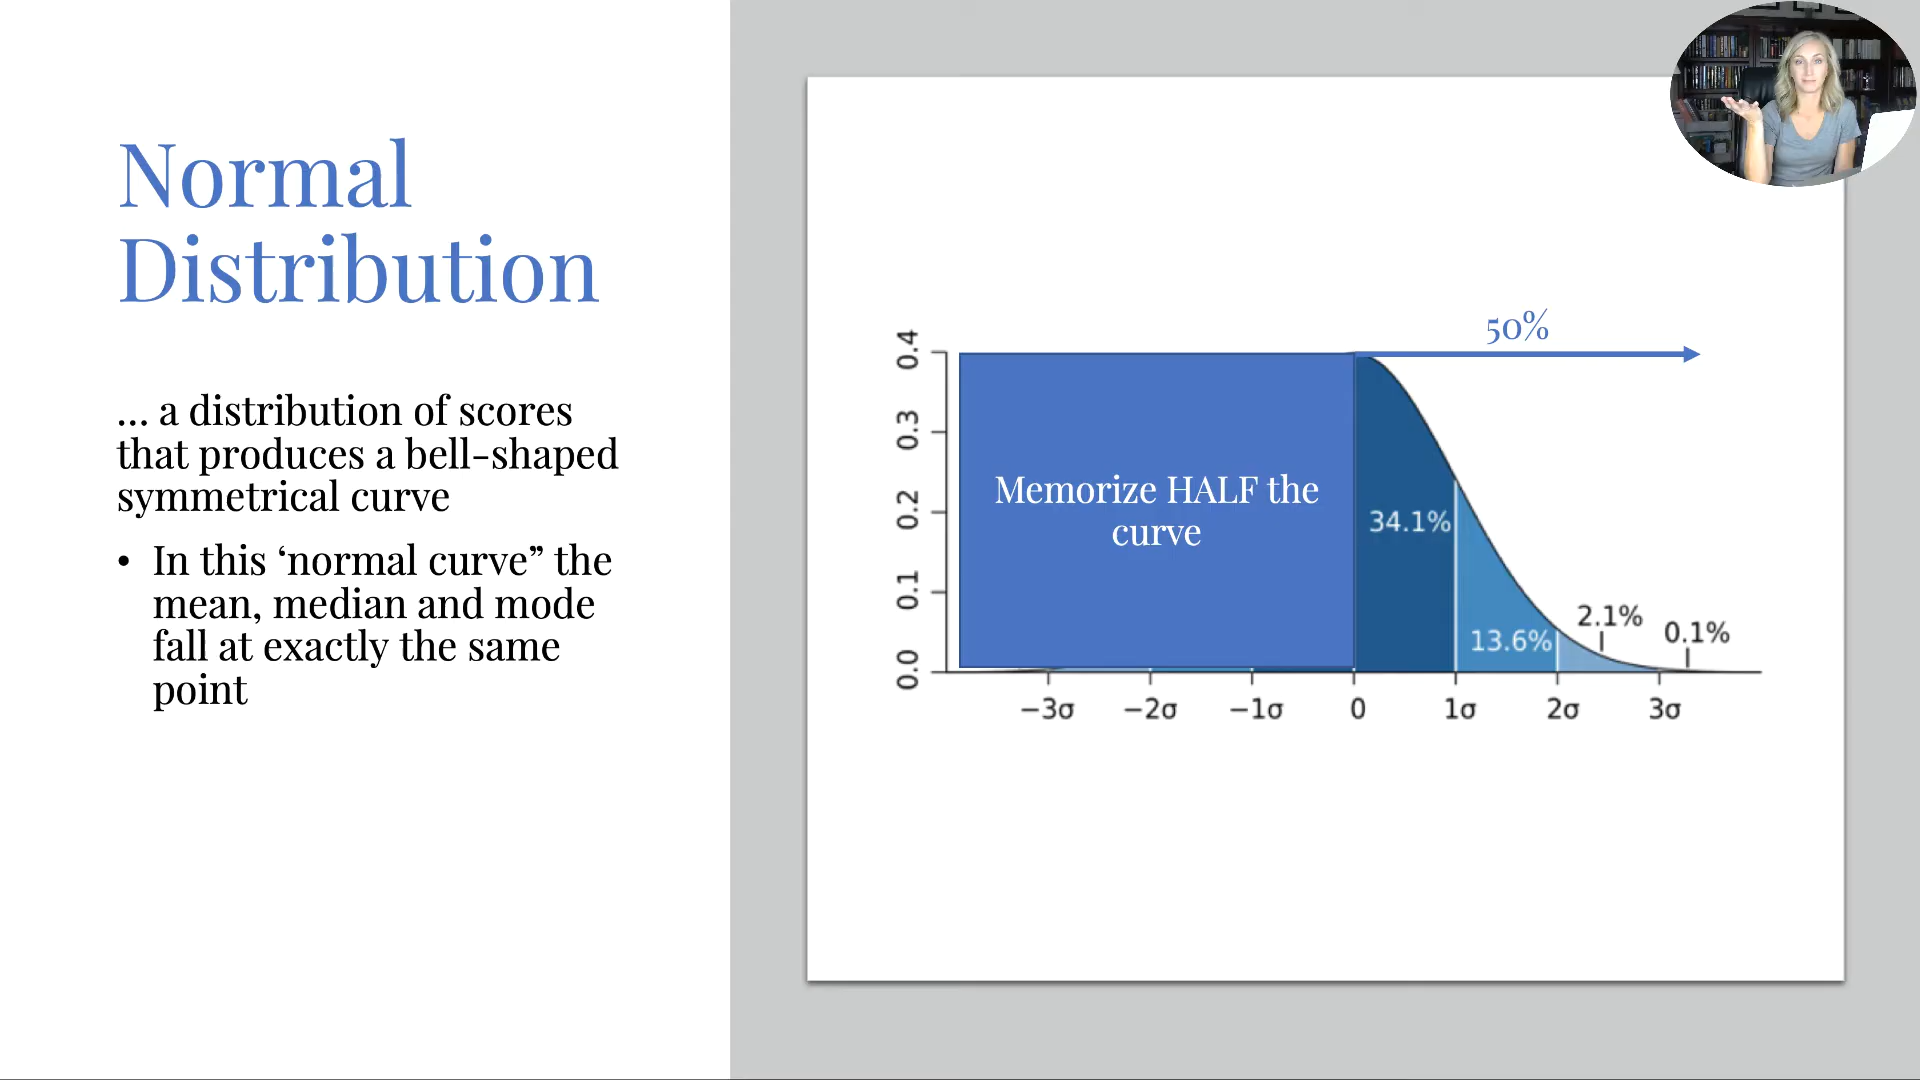 Normal
Distribution
... a distribution of scores
that produces a bell-shaped
symmetrical curve
• In this ‘normal curve” the
mean, median and mode
fall at exactly the same
point
50%
0.4
0.3
0.2
0.1
0.0
Memorize HALF the
curve
34.1%
13.6%
2.1%
0.1%
−3σ −2σ −1σ 0 1σ 2σ 3σ